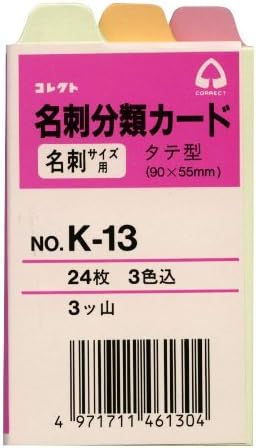 コレクト
CORRECT
名刺分類カード
名刺サイズ用 タテ型
(90×55mm)
NO. K-13
24枚 3色込
3ッ山
4 971711 461304